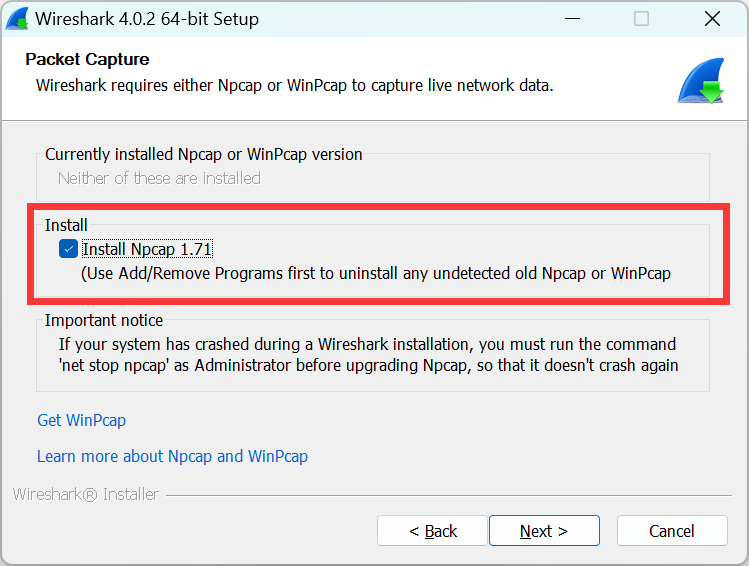 Wireshark 4.0.2 64-bit Setup
Packet Capture
Wireshark requires either Npcap or WinPcap to capture live network data.
Currently installed Npcap or WinPcap version
Neither of these are installed
Install
Install Npcap 1.71
(Use Add/Remove Programs first to uninstall any undetected old Npcap or WinPcap
Important notice
If your system has crashed during a Wireshark installation, you must run the command
'net stop npcap' as Administrator before upgrading Npcap, so that it doesn't crash again
Get WinPcap
Learn more about Npcap and WinPcap
Wireshark® Installer
< Back
Next >
Cancel